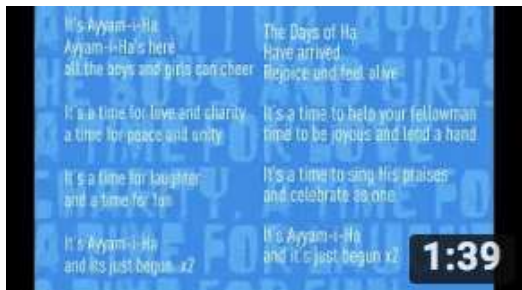 It's Ayyam-i-Ha
Ayyam-i-Ha's here
all the boys and girls can cheer
It's a time for love and charity
a time for peace and unity
It's a time for laughter
and a time for fun
It's Ayyam-i-Ha
and its just begun x2
The Days of Ha
Have arrived
Rejoice and feel alive
It's a time to help your fellowman
time to be joyous and lend a hand
It's a time to sing His praises
and celebrate as one
It's Ayyam-i-Ha
and it's just begun x2
1:39